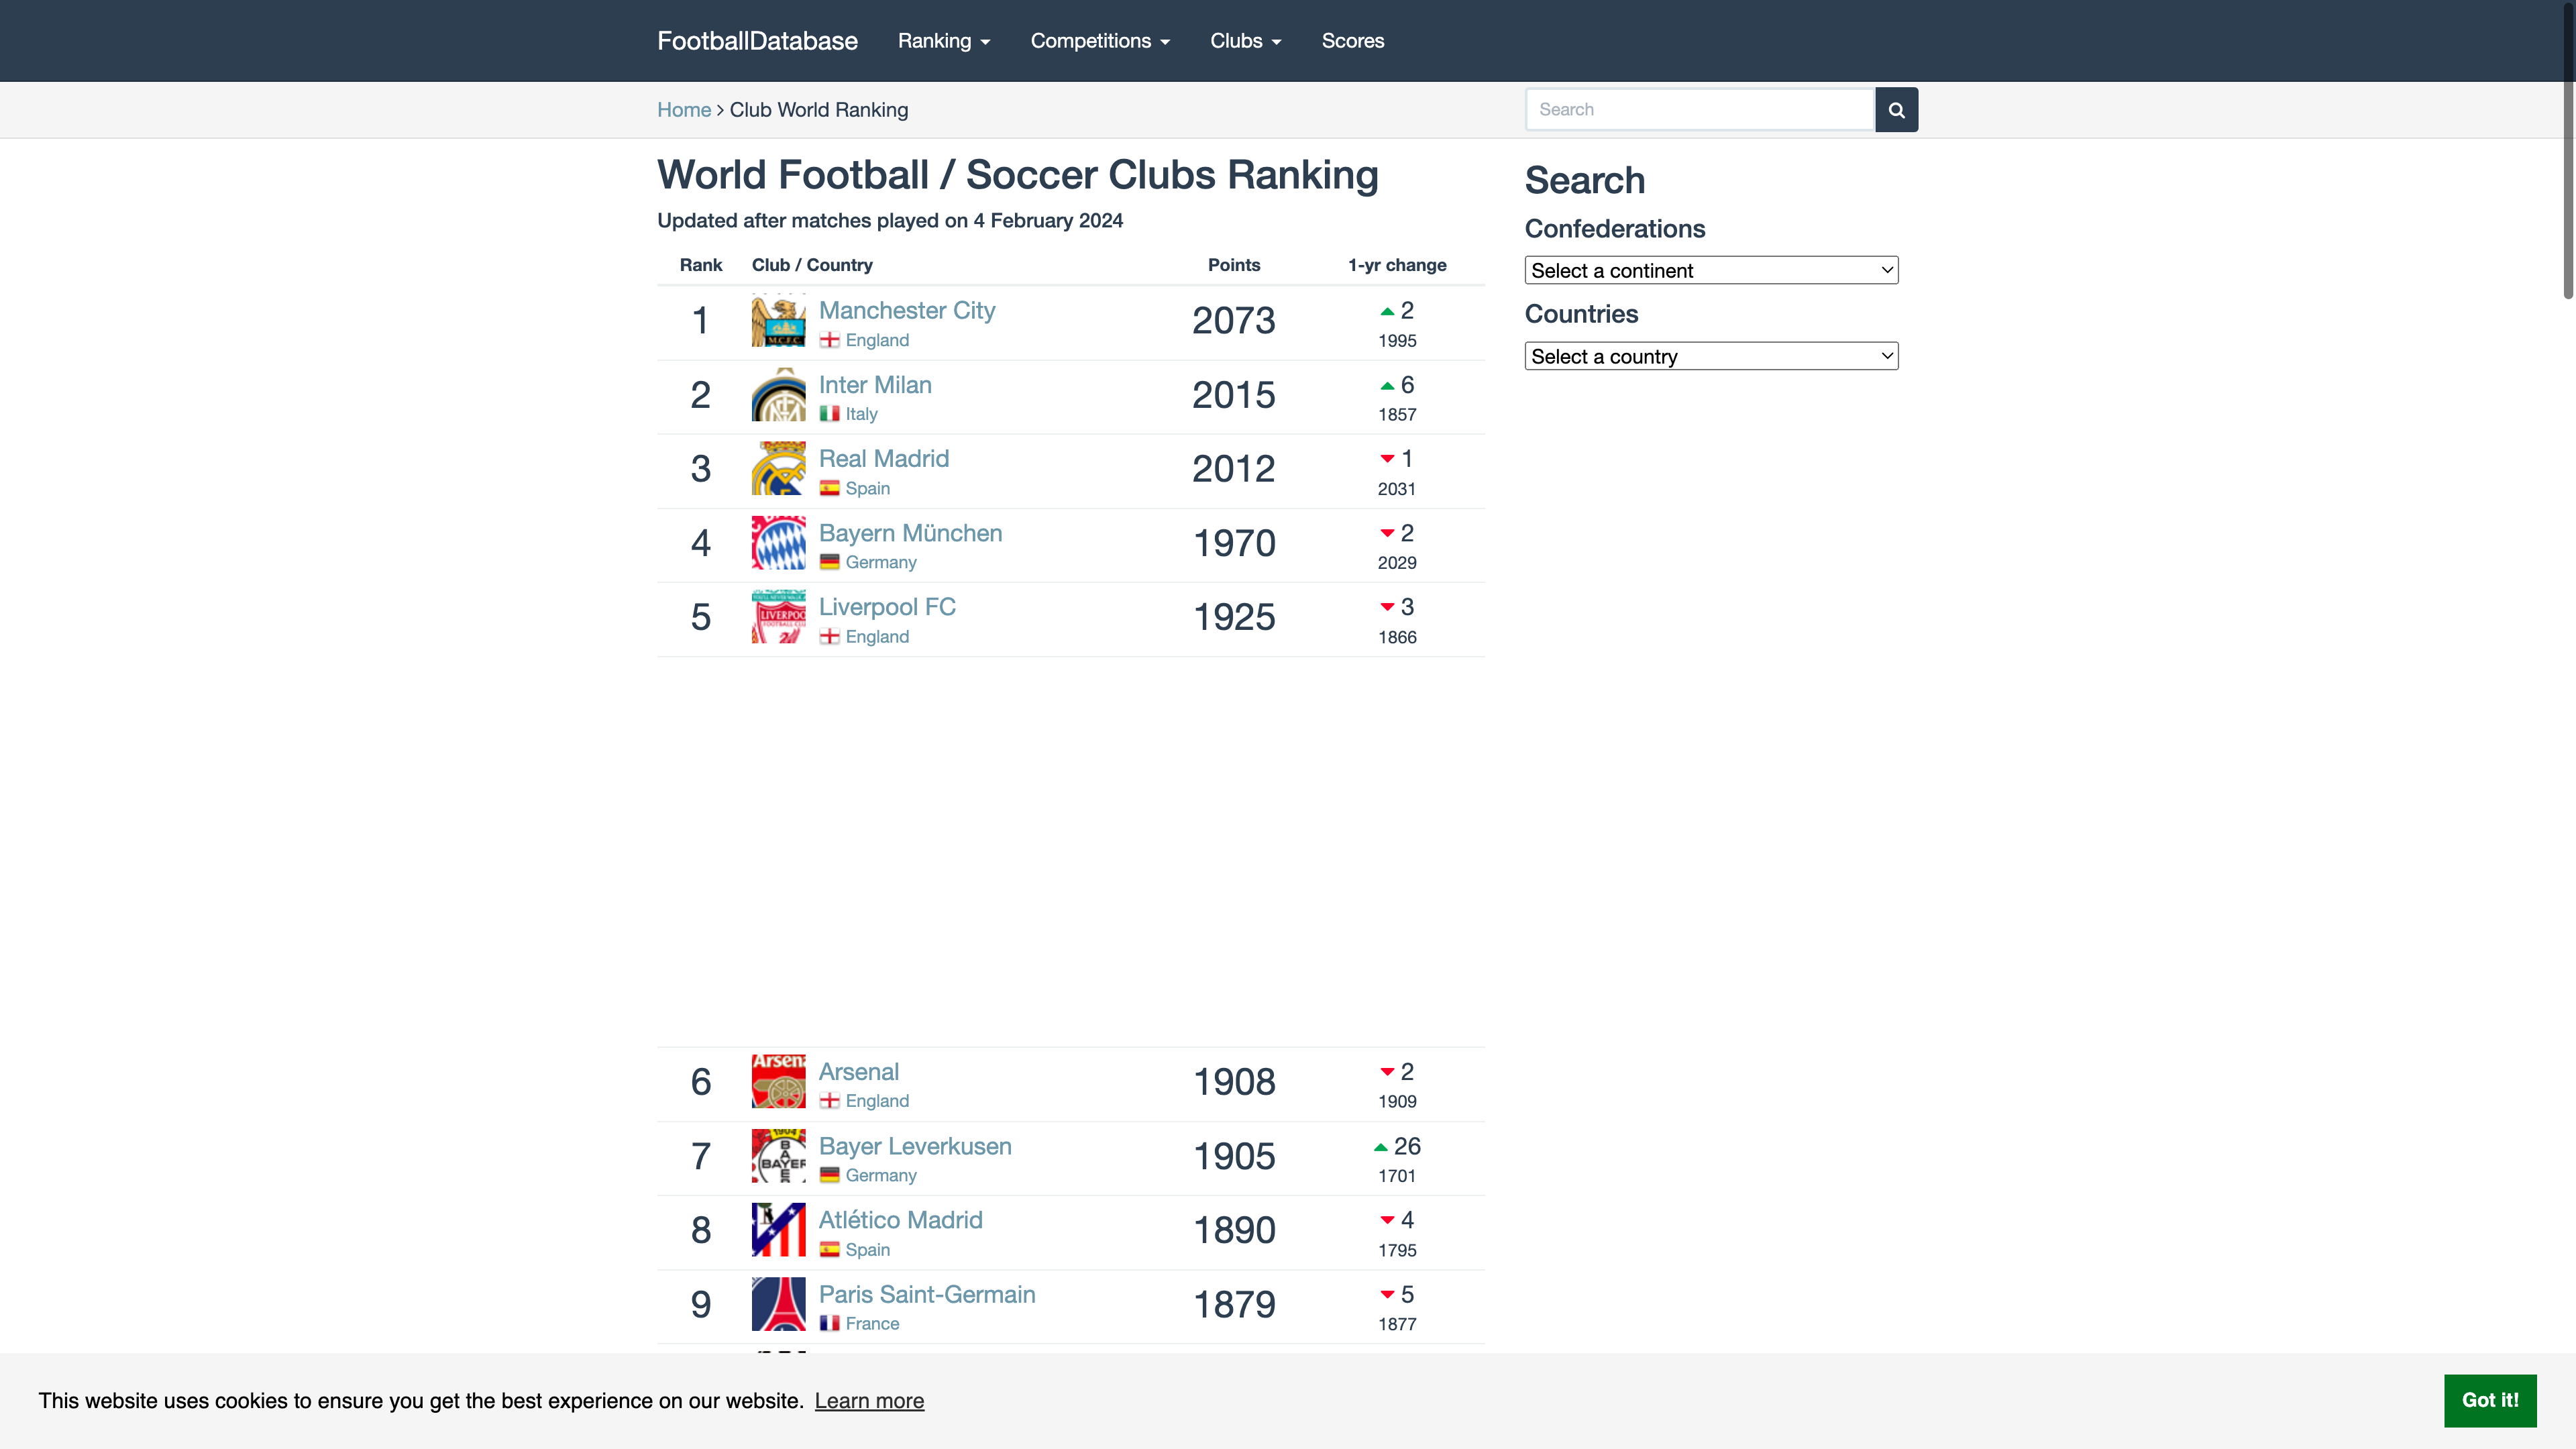 FootballDatabase Ranking Competitions Clubs Scores
Home > Club World Ranking
Search
World Football / Soccer Clubs Ranking
Updated after matches played on 4 February 2024
Rank Club / Country Points 1-yr change
1 Manchester City 2073 2
England 1995
2 Inter Milan 2015 6
Italy 1857
3 Real Madrid 2012 1
Spain 2031
4 Bayern München 1970 2
Germany 2029
5 Liverpool FC 1925 3
England 1866
6 Arsenal 1908 2
England 1909
7 Bayer Leverkusen 1905 26
Germany 1701
8 Atlético Madrid 1890 4
Spain 1795
9 Paris Saint-Germain 1879 5
France 1877
Search
Confederations
Select a continent
Countries
Select a country
This website uses cookies to ensure you get the best experience on our website. Learn more
Got it!